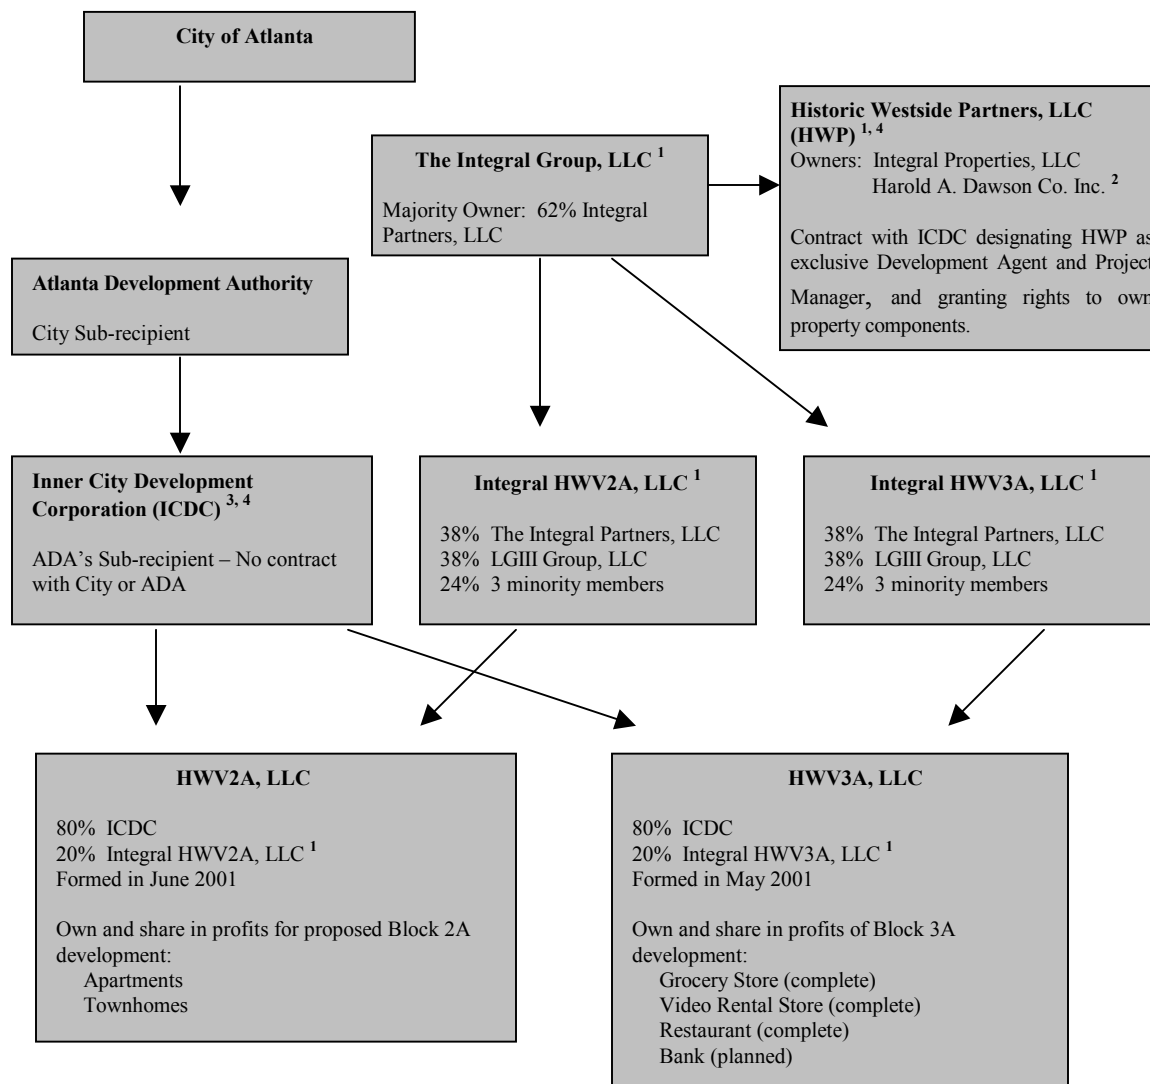 City of Atlanta
Historic Westside Partners, LLC
(HWP) 1, 4
Owners: Integral Properties, LLC
Harold A. Dawson Co. Inc. 2
Contract with ICDC designating HWP as
exclusive Development Agent and Project
Manager, and granting rights to own
property components.
The Integral Group, LLC 1
Majority Owner: 62% Integral
Partners, LLC
Atlanta Development Authority
City Sub-recipient
Inner City Development
Corporation (ICDC) 3, 4
ADA's Sub-recipient – No contract
with City or ADA
Integral HWV2A, LLC 1
38% The Integral Partners, LLC
38% LGIII Group, LLC
24% 3 minority members
Integral HWV3A, LLC 1
38% The Integral Partners, LLC
38% LGIII Group, LLC
24% 3 minority members
HWV2A, LLC
80% ICDC
20% Integral HWV2A, LLC 1
Formed in June 2001
Own and share in profits for proposed Block 2A
development:
Apartments
Townhomes
HWV3A, LLC
80% ICDC
20% Integral HWV3A, LLC 1
Formed in May 2001
Own and share in profits of Block 3A
development:
Grocery Store (complete)
Video Rental Store (complete)
Restaurant (complete)
Bank (planned)